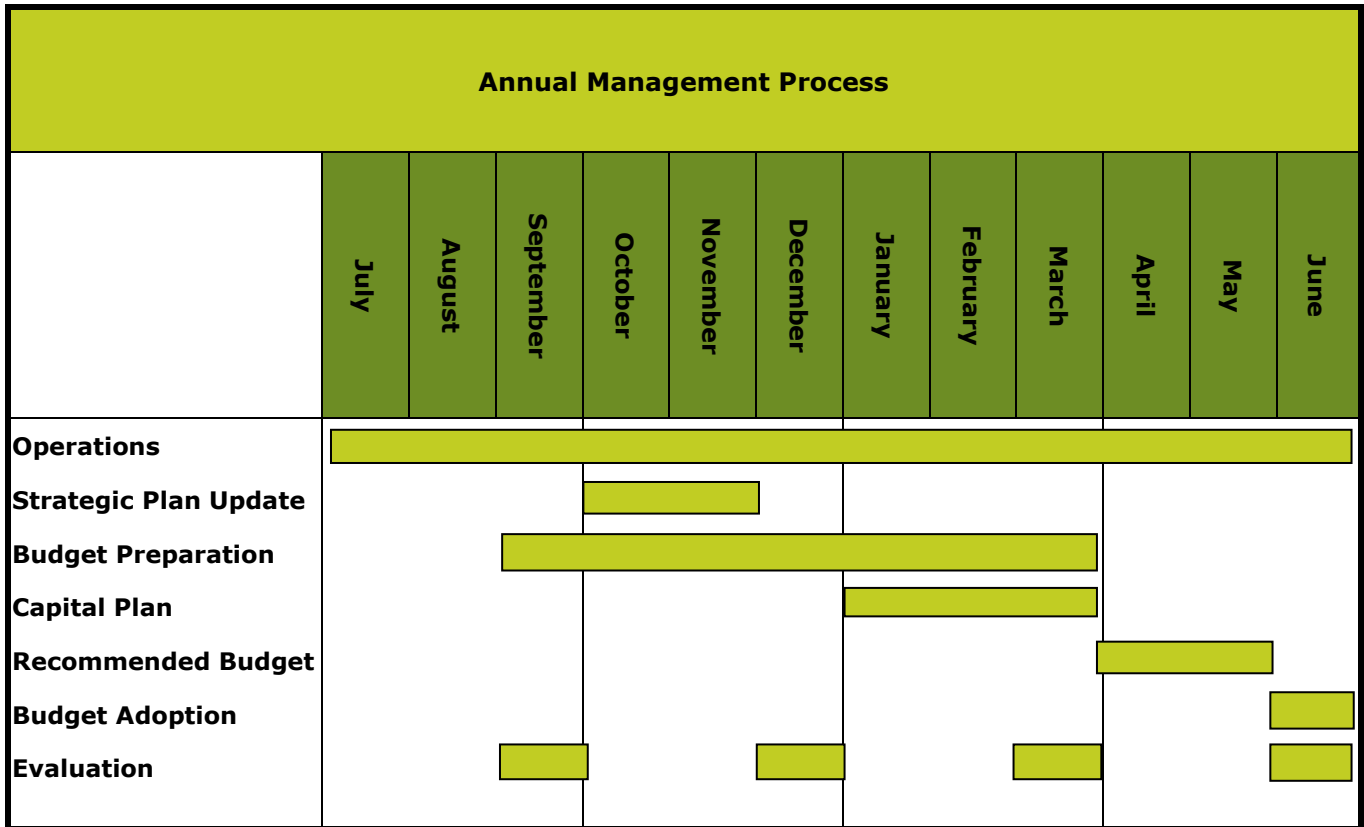 Annual Management Process
July
August
September
October
November
December
January
February
March
April
May
June
Operations
Strategic Plan Update
Budget Preparation
Capital Plan
Recommended Budget
Budget Adoption
Evaluation